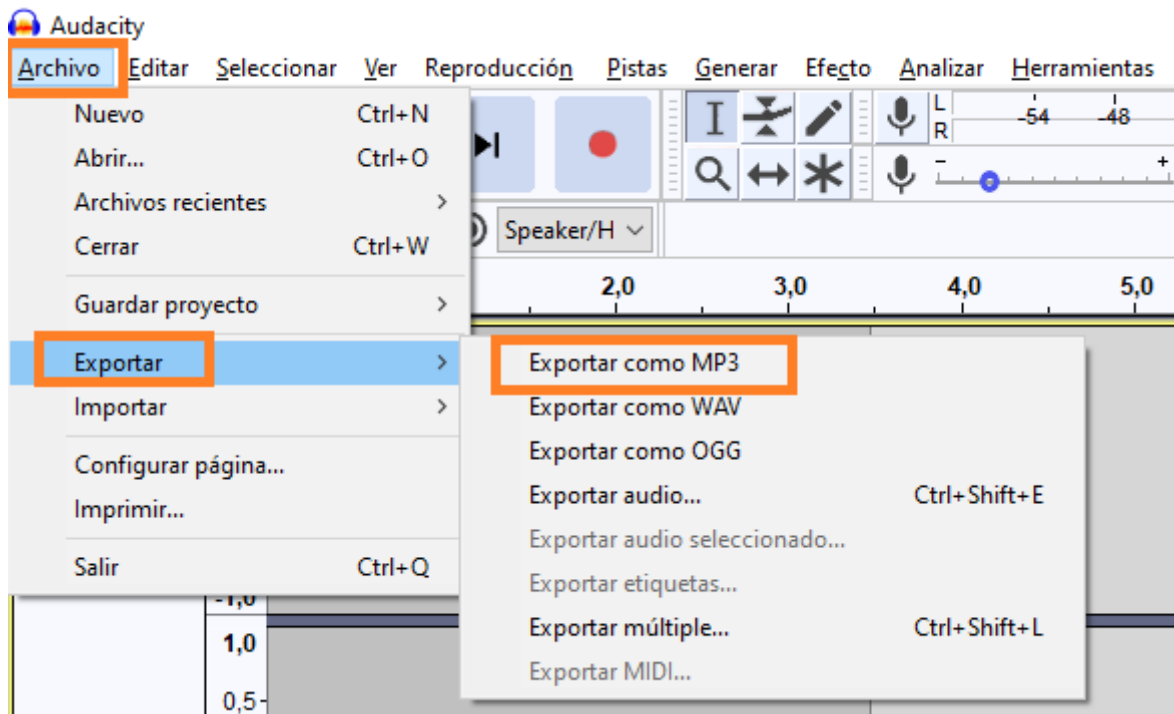 Audacity
Archivo Editar Seleccionar Ver Reproducción Pistas Generar Efecto Analizar Herramientas
Nuevo Ctrl+N
Abrir... Ctrl+O
Archivos recientes
Cerrar Ctrl+W
Guardar proyecto
Exportar
Importar
Configurar página...
Imprimir...
Salir Ctrl+Q
L
R
-54 -48
- +
Speaker/H
2,0 3,0 4,0 5,0
Exportar como MP3
Exportar como WAV
Exportar como OGG
Exportar audio... Ctrl+Shift+E
Exportar audio seleccionado...
Exportar etiquetas...
Exportar múltiple... Ctrl+Shift+L
Exportar MIDI...
-1,0
1,0
0,5-